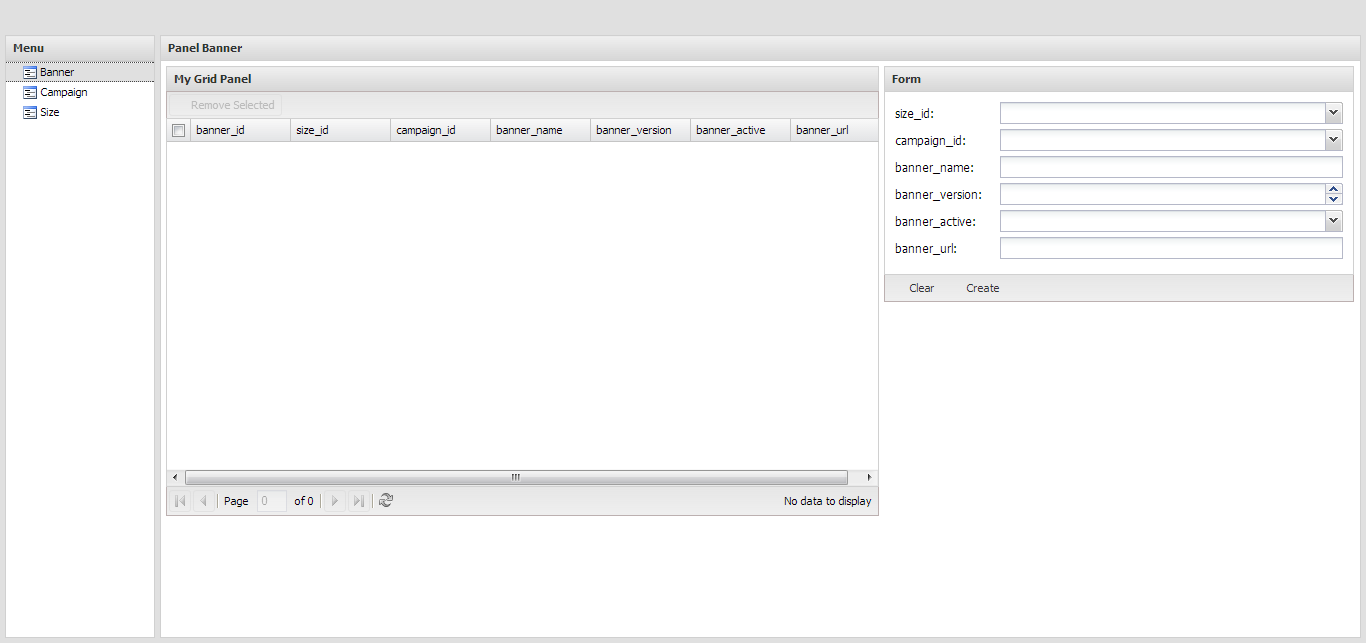 Menu
Banner
Campaign
Size
Panel Banner
My Grid Panel
Remove Selected
banner_id size_id campaign_id banner_name banner_version banner_active banner_url
Page 0 of 0
No data to display
Form
size_id:
campaign_id:
banner_name:
banner_version:
banner_active:
banner_url:
Clear Create